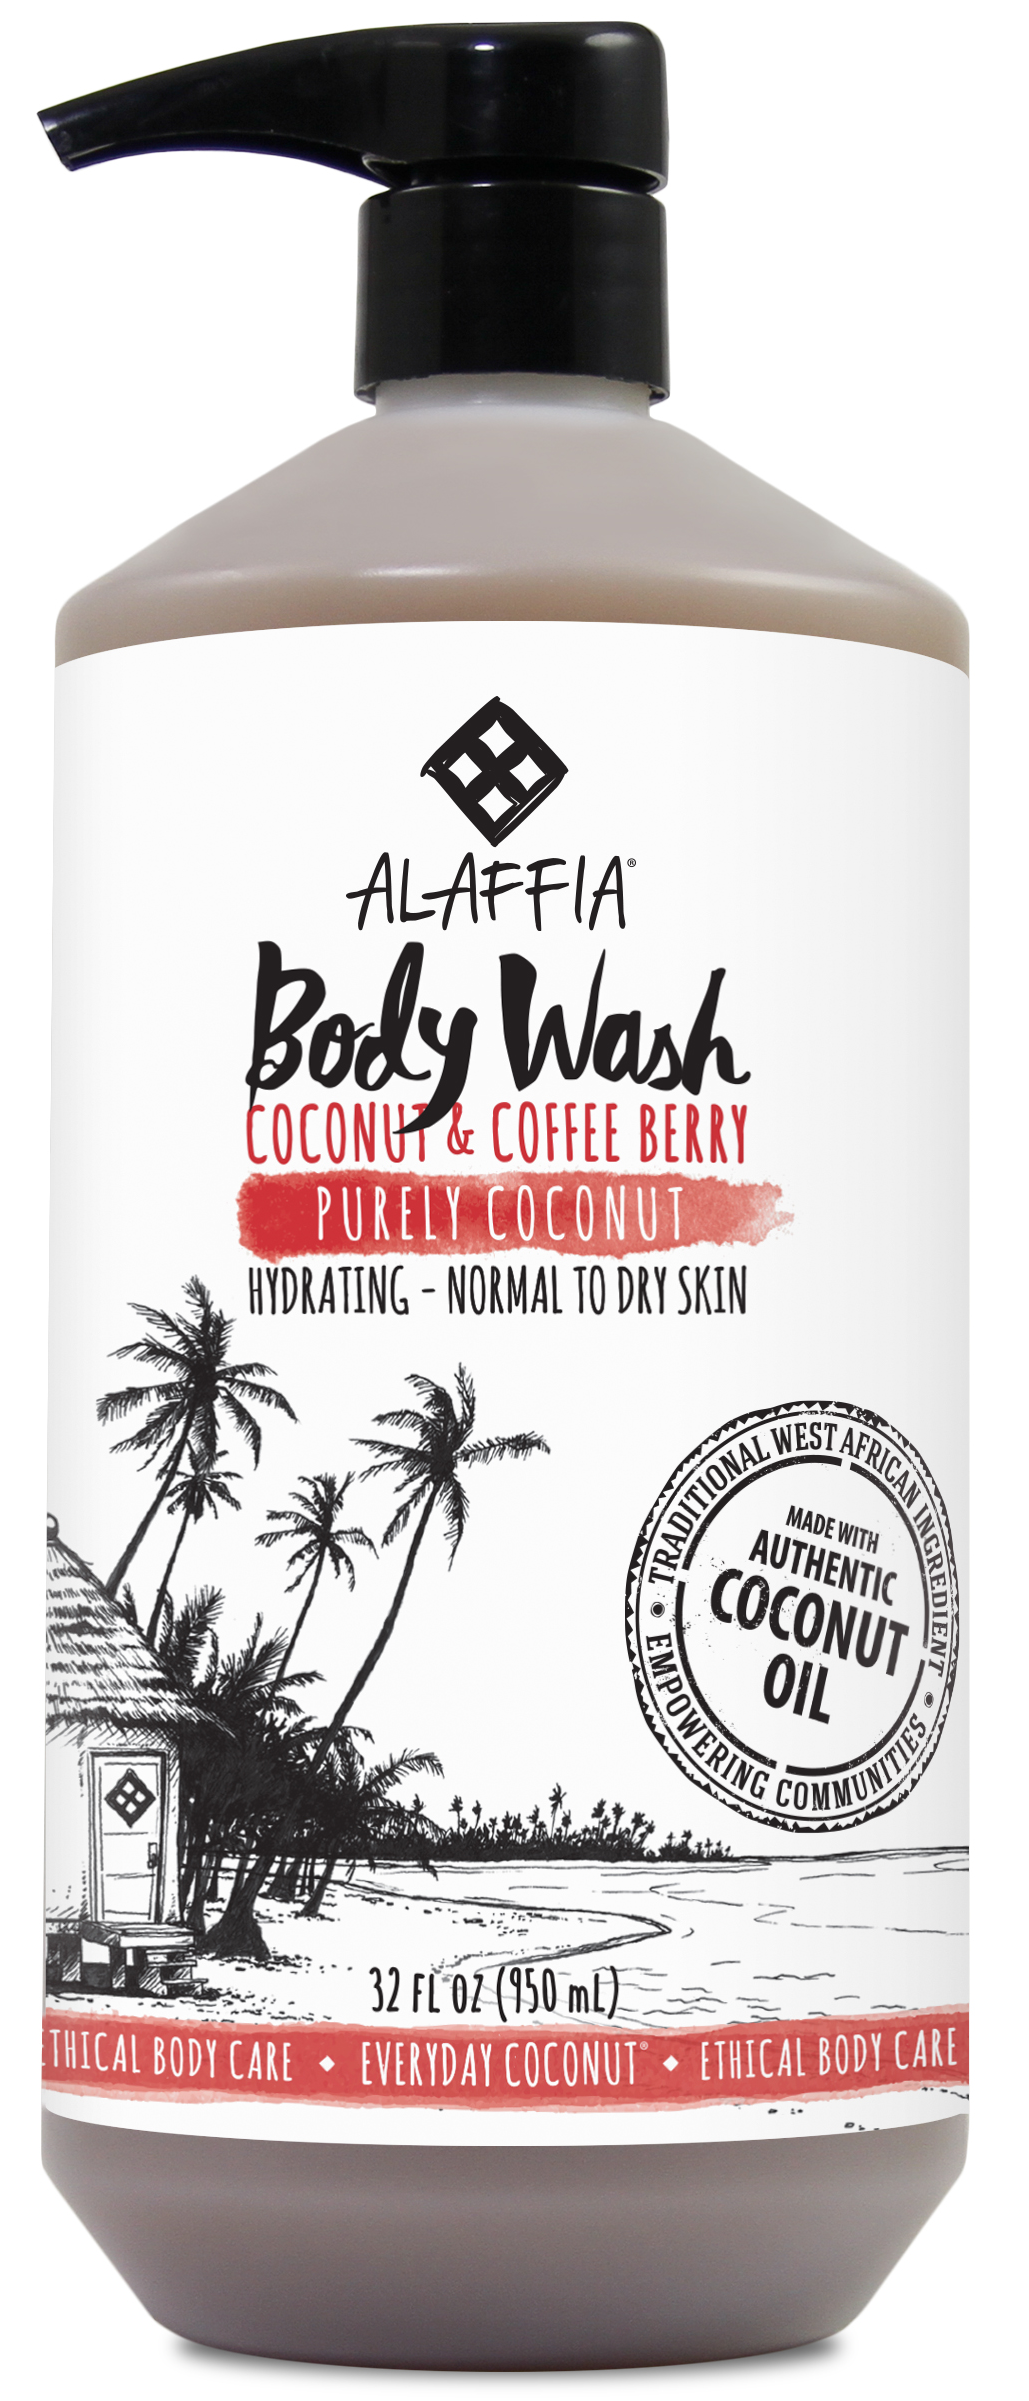 ALAFFIA®
Body Wash
COCONUT & COFFEE BERRY
PURELY COCONUT
HYDRATING - NORMAL TO DRY SKIN
TRADITIONAL WEST AFRICAN INGREDIENT
MADE WITH
AUTHENTIC
COCONUT
OIL
EMPOWERING COMMUNITIES
32 FL OZ (950 mL)
ETHICAL BODY CARE ◆ EVERYDAY COCONUT® ◆ ETHICAL BODY CARE